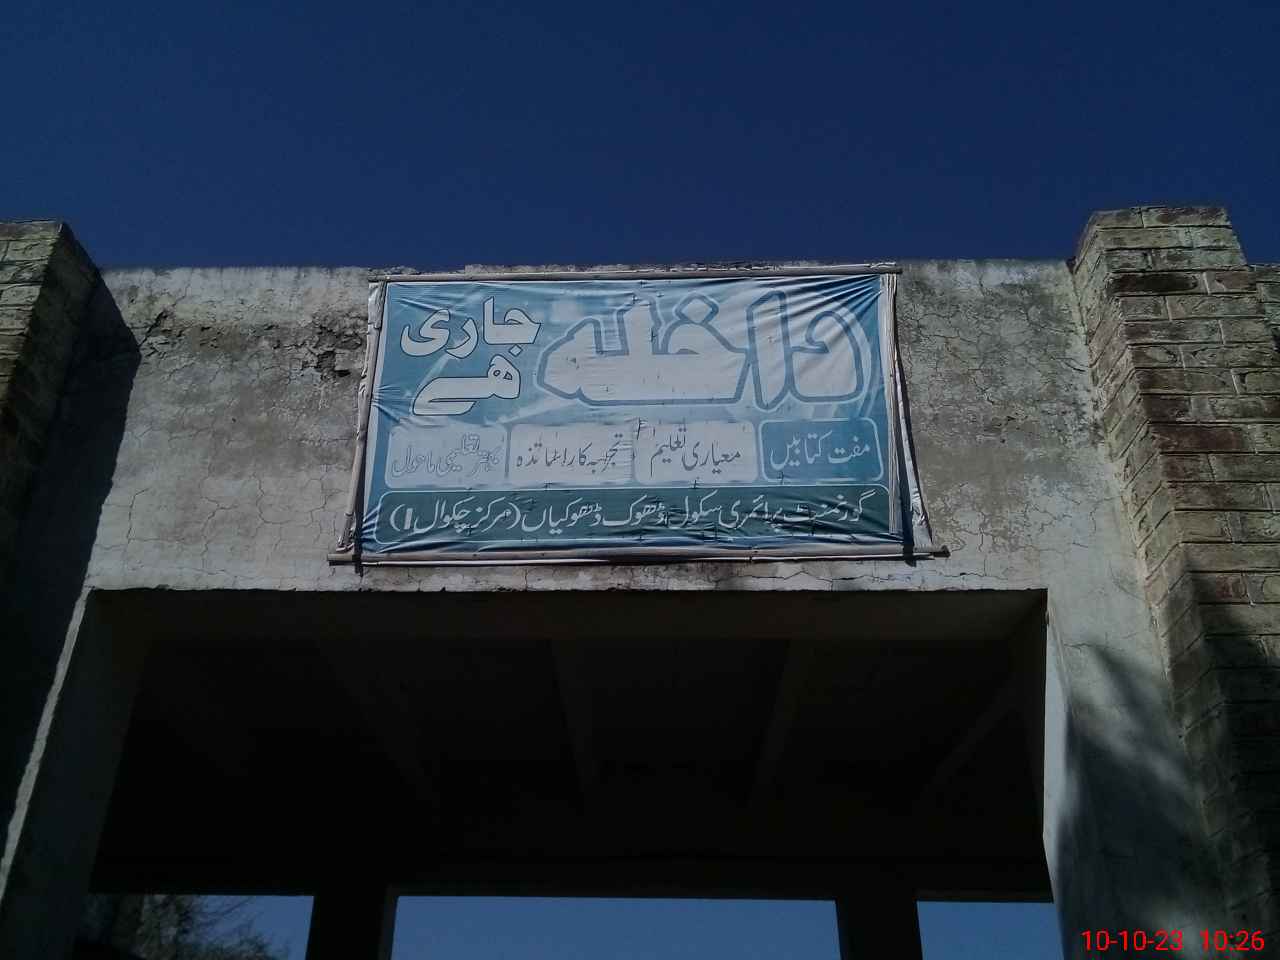 داخلہ جاری ہے
مفت کتابیں معیاری تعلیم تجربہ کار اساتذہ بہتر تعلیمی ماحول
گورنمنٹ پرائمری سکول ڈھوک ڈھوکیاں (مرکز چکوال I)
10-10-23 10:26